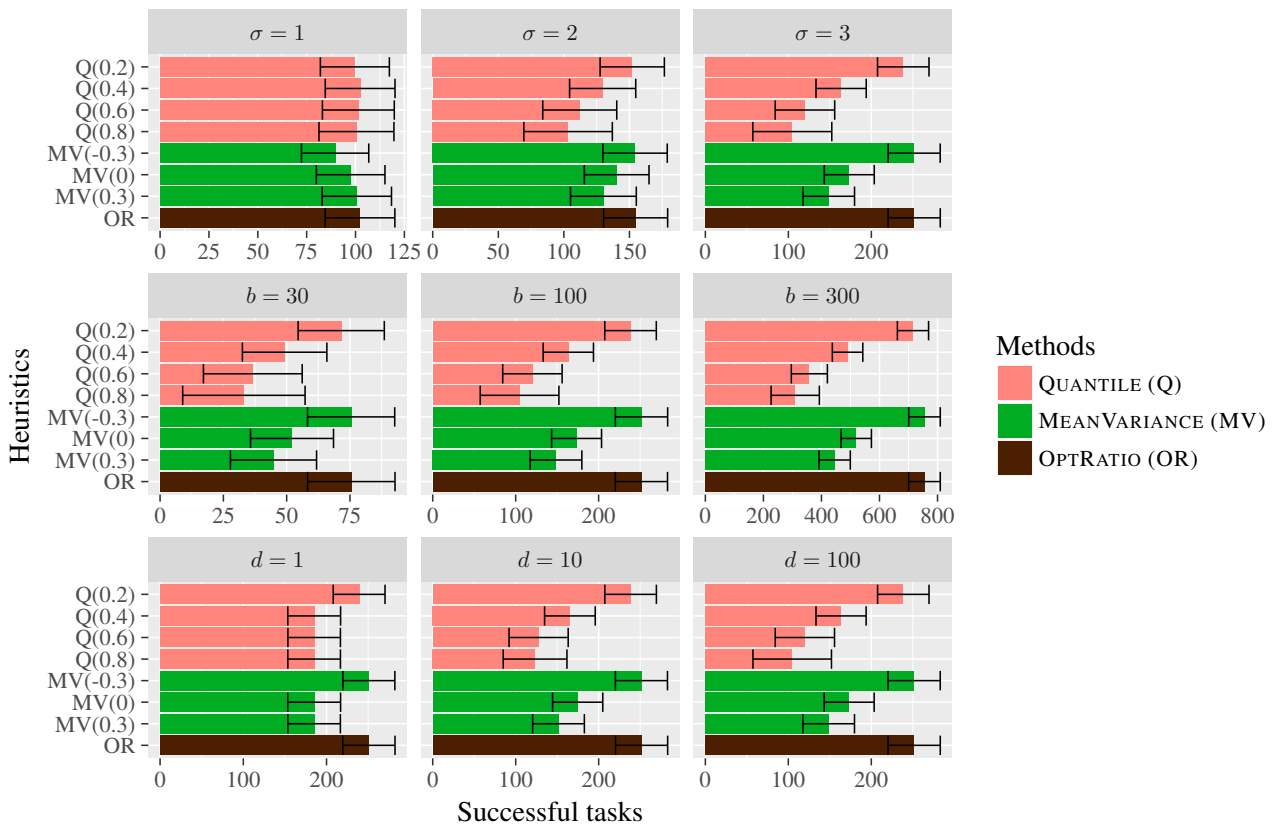 σ = 1
σ = 2
σ = 3
Q(0.2)
Q(0.4)
Q(0.6)
Q(0.8)
MV(-0.3)
MV(0)
MV(0.3)
OR
0 25 50 75 100 125
0 50 100 150
0 100 200
b = 30
b = 100
b = 300
Q(0.2)
Q(0.4)
Q(0.6)
Q(0.8)
MV(-0.3)
MV(0)
MV(0.3)
OR
0 25 50 75
0 100 200
0 200 400 600 800
d = 1
d = 10
d = 100
Q(0.2)
Q(0.4)
Q(0.6)
Q(0.8)
MV(-0.3)
MV(0)
MV(0.3)
OR
0 100 200
0 100 200
0 100 200
Heuristics
Successful tasks
Methods
QUANTILE (Q)
MEANVARIANCE (MV)
OPTRATIO (OR)